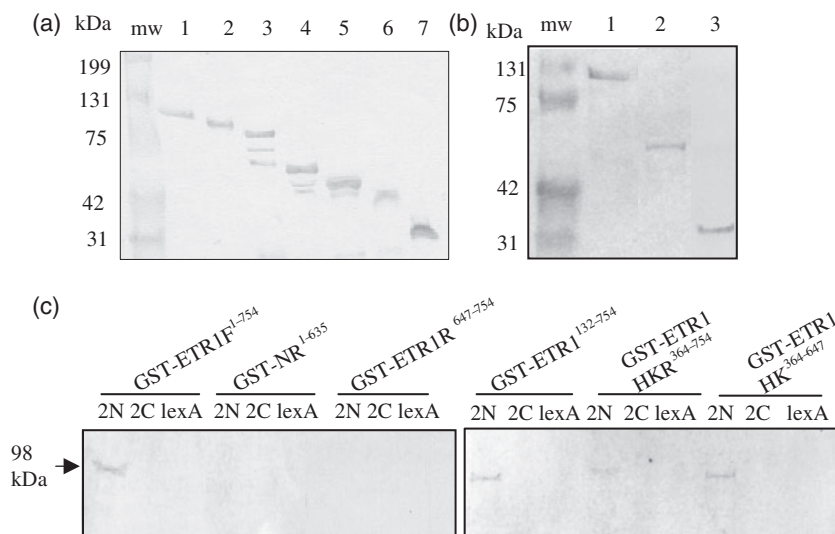 (a) kDa mw 1 2 3 4 5 6 7
199
131
75
42
31
(b) kDa mw 1 2 3
131
75
42
31
(c)
GST-ETR1F1-754 GST-NR1-635 GST-ETR1R647-754 GST-ETR1132-754 GST-ETR1 HKR364-754 GST-ETR1 HK364-647
2N 2C lexA 2N 2C lexA 2N 2C lexA 2N 2C lexA 2N 2C lexA 2N 2C lexA
98
kDa